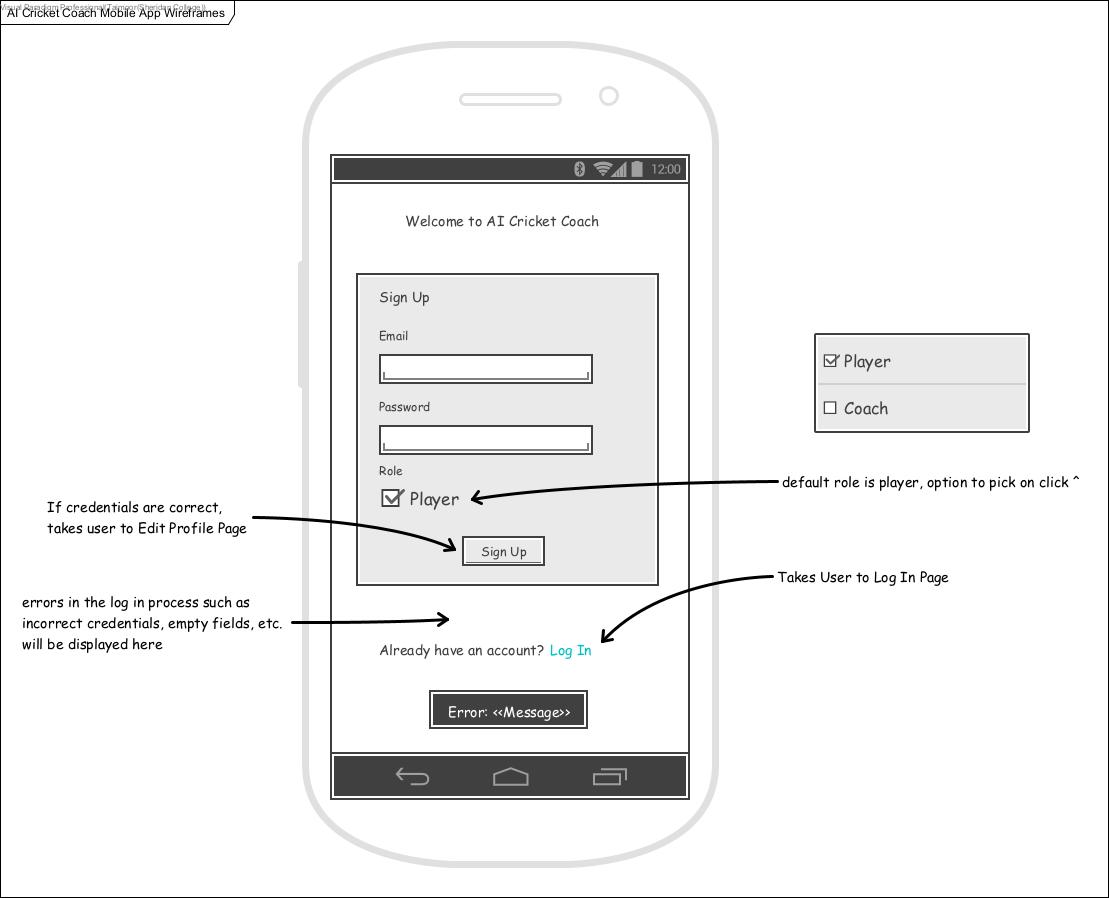 Visual Paradigm Professional(Taimoor(Sheridan College))
AI Cricket Coach Mobile App Wireframes
12:00
Welcome to AI Cricket Coach
Sign Up
Email
Password
Role
Player
Sign Up
Already have an account? Log In
Error: <<Message>>
Player
Coach
default role is player, option to pick on click ^
If credentials are correct,
takes user to Edit Profile Page
Takes User to Log In Page
errors in the log in process such as
incorrect credentials, empty fields, etc.
will be displayed here